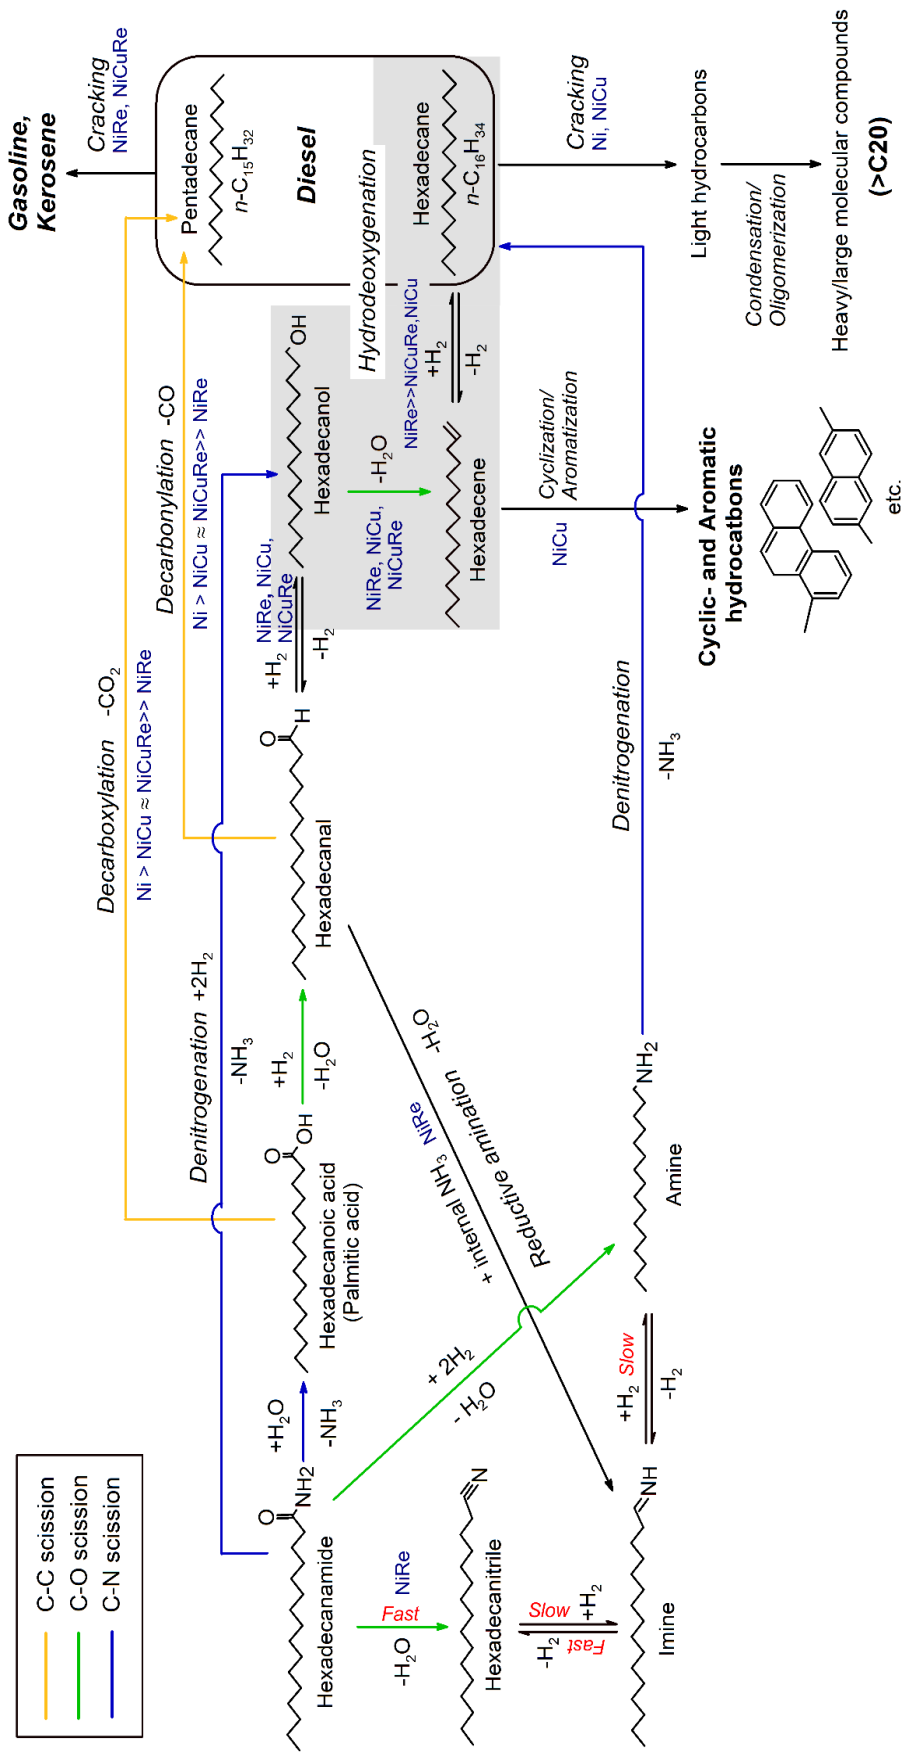 C-C scission
C-O scission
C-N scission
Decarboxylation -CO₂
Ni > NiCu ≈ NiCuRe>> NiRe
Decarbonylation -CO
Ni > NiCu ≈ NiCuRe>> NiRe
Gasoline,
Kerosene
Cracking
NiRe, NiCuRe
Denitrogenation +2H₂
-NH₃
Pentadecane
n-C₁₅H₃₂
Diesel
Hexadecane
n-C₁₆H₃₄
O
NH2
Hexadecanamide
+H₂O
-NH₃
O
OH
Hexadecanoic acid
(Palmitic acid)
+H₂
-H₂O
O
H
Hexadecanal
NiRe, NiCu,
NiCuRe
+H₂
-H₂
OH
Hexadecanol
Hydrodeoxygenation
NiRe, NiCu,
NiCuRe
-H₂O
NiRe>>NiCuRe,NiCu
+H₂
-H₂
Hexadecene
Fast
NiRe
-H₂O
N
Hexadecanitrile
+ 2H₂
- H₂O
+ internal NH₃ NiRe -H₂O
Reductive amination
Slow
+H₂
-H₂
Fast
NH
Imine
+H₂ Slow
-H₂
NH2
Amine
Denitrogenation
-NH₃
Cyclization/
Aromatization
NiCu
Cyclic- and Aromatic
hydrocatbons
etc.
Cracking
Ni, NiCu
Light hydrocarbons
Condensation/
Oligomerization
Heavy/large molecular compounds
(>C20)